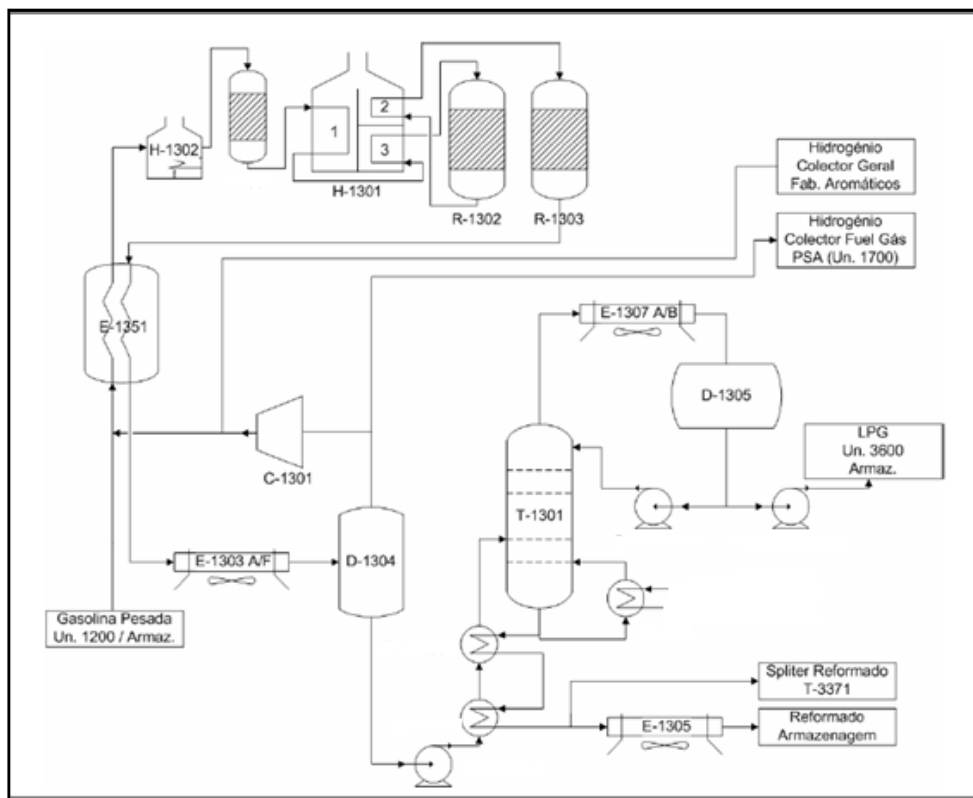 H-1302
1
2
3
H-1301
R-1302
R-1303
Hidrogénio
Colector Geral
Fab. Aromáticos
Hidrogénio
Colector Fuel Gás
PSA (Un. 1700)
E-1351
E-1307 A/B
D-1305
C-1301
LPG
Un. 3600
Armaz.
T-1301
E-1303 A/F
D-1304
Gasolina Pesada
Un. 1200 / Armaz.
Spliter Reformado
T-3371
E-1305
Reformado
Armazenagem